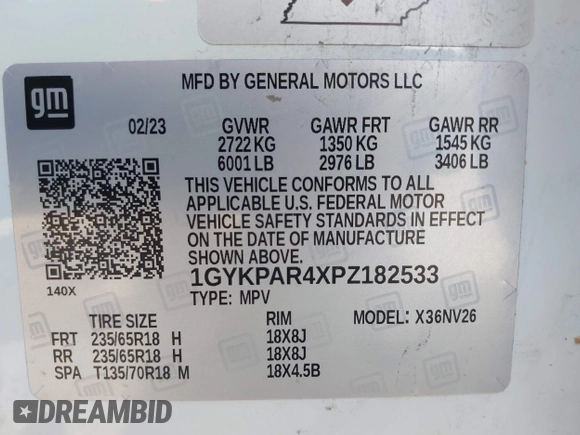 gm
MFD BY GENERAL MOTORS LLC
02/23 GVWR GAWR FRT GAWR RR
2722 KG 1350 KG 1545 KG
6001 LB 2976 LB 3406 LB
THIS VEHICLE CONFORMS TO ALL
APPLICABLE U.S. FEDERAL MOTOR
VEHICLE SAFETY STANDARDS IN EFFECT
ON THE DATE OF MANUFACTURE
SHOWN ABOVE.
140X
1GYKPAR4XPZ182533
TYPE: MPV
TIRE SIZE RIM MODEL: X36NV26
FRT 235/65R18 H 18X8J
RR 235/65R18 H 18X8J
SPA T135/70R18 M 18X4.5B
DREAMBID